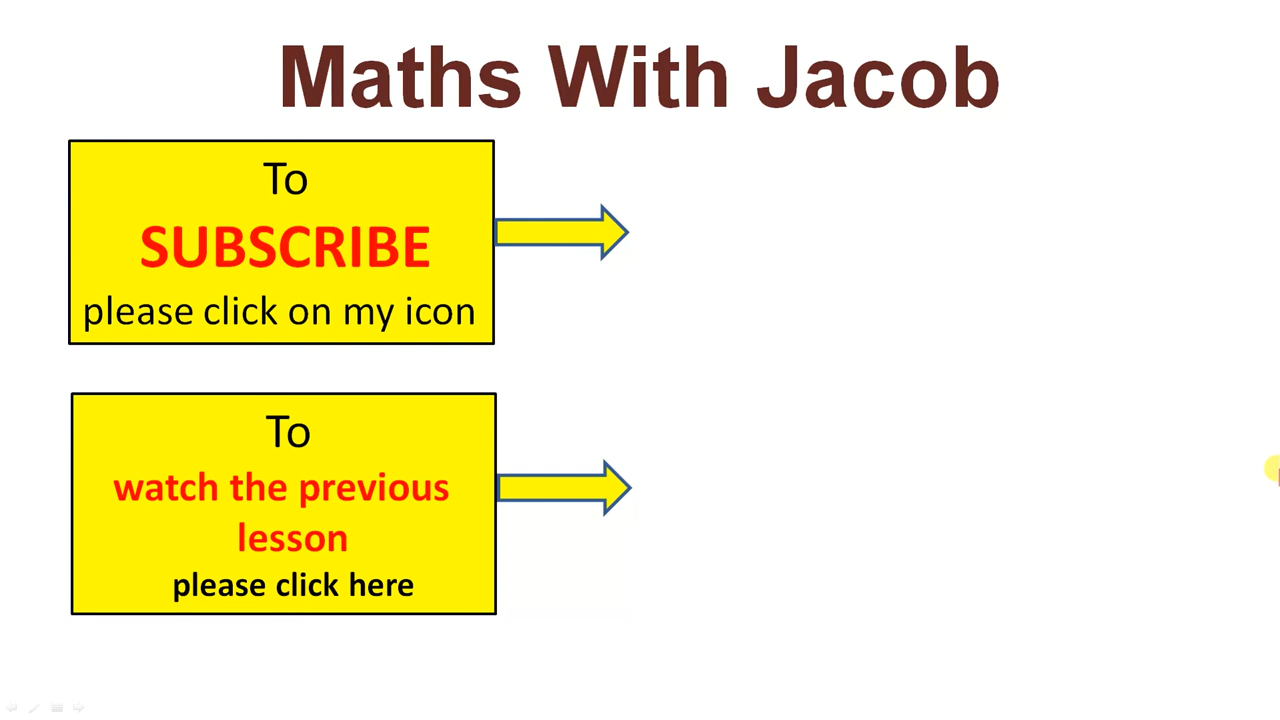 Maths With Jacob
To
SUBSCRIBE
please click on my icon
To
watch the previous
lesson
please click here